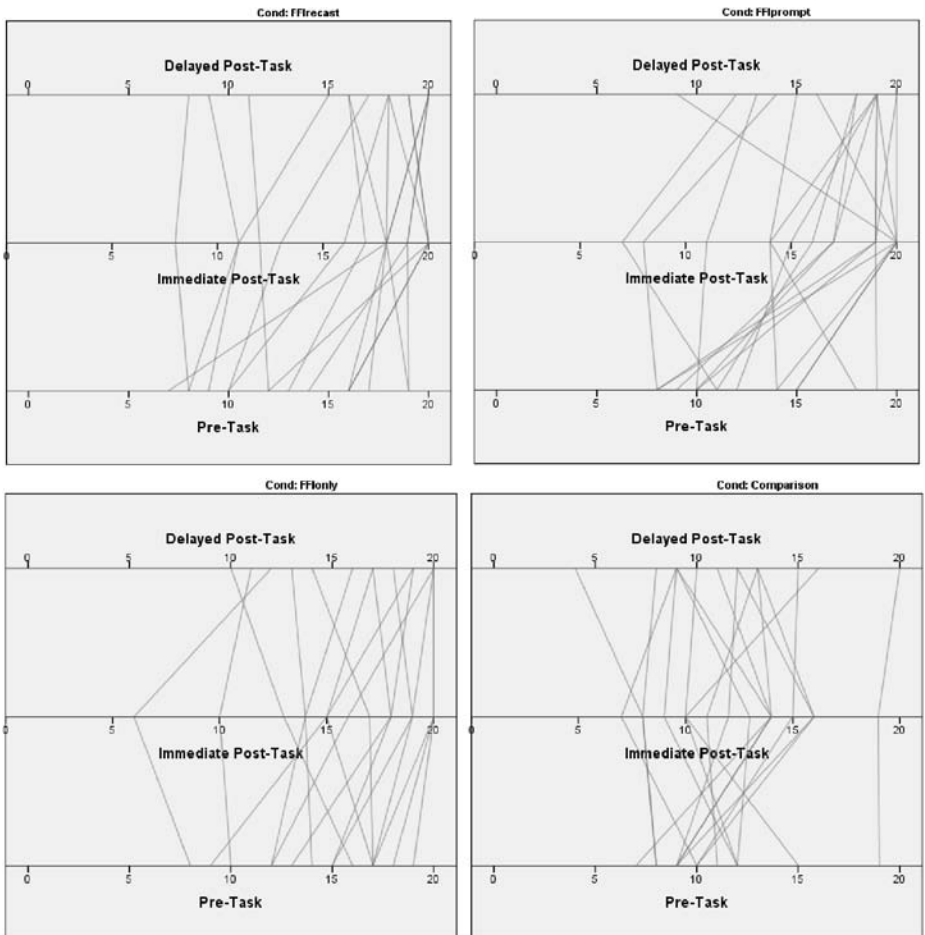 Cond: FFIrecast
Delayed Post-Task
0 5 10 15 20
0 5 10 15 20
Immediate Post-Task
0 5 10 15 20
Pre-Task
Cond: FFIprompt
Delayed Post-Task
0 5 10 15 20
0 5 10 15 20
Immediate Post-Task
0 5 10 15 20
Pre-Task
Cond: FFIonly
Delayed Post-Task
0 5 10 15 20
0 5 10 15 20
Immediate Post-Task
0 5 10 15 20
Pre-Task
Cond: Comparison
Delayed Post-Task
0 5 10 15 20
0 5 10 15 20
Immediate Post-Task
0 5 10 15 20
Pre-Task